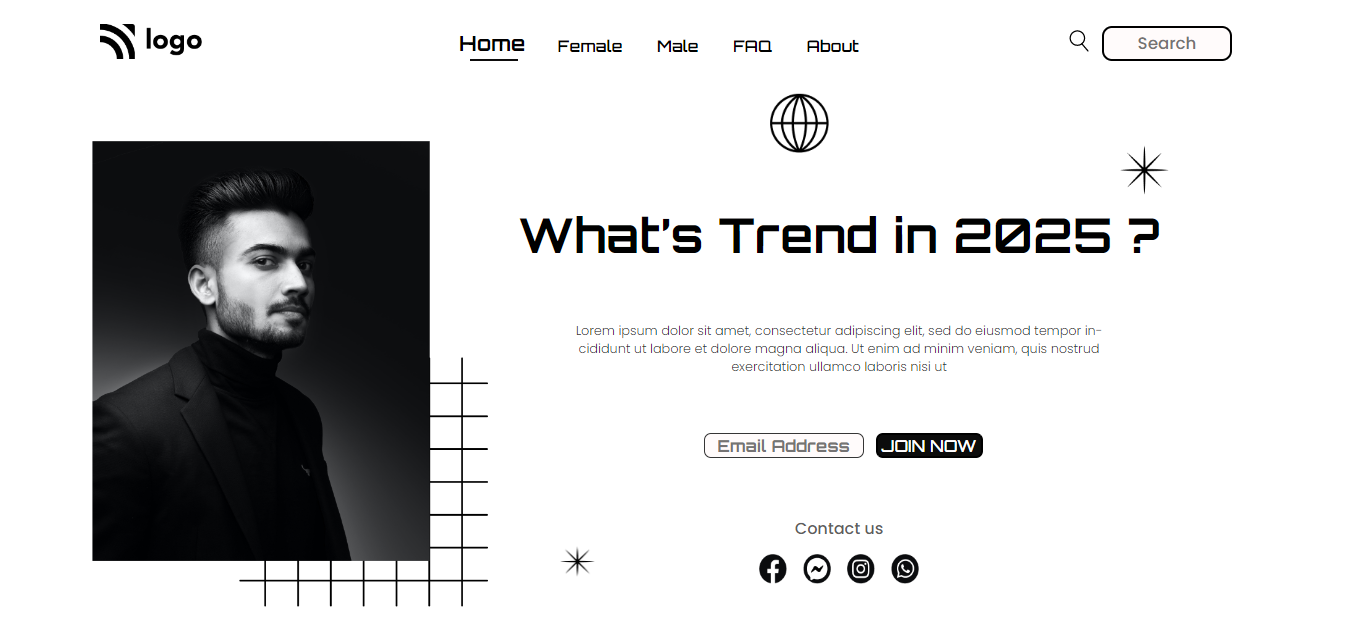 logo
Home Female Male FAQ About
Search
What's Trend in 2025 ?
Lorem ipsum dolor sit amet, consectetur adipiscing elit, sed do eiusmod tempor in-
cididunt ut labore et dolore magna aliqua. Ut enim ad minim veniam, quis nostrud
exercitation ullamco laboris nisi ut
Email Address JOIN NOW
Contact us